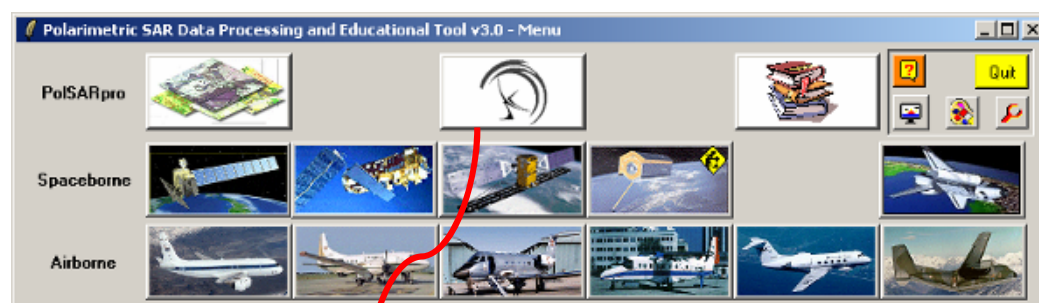 Polarimetric SAR Data Processing and Educational Tool v3.0 - Menu
PolSARpro
Quit
Spaceborne
Airborne